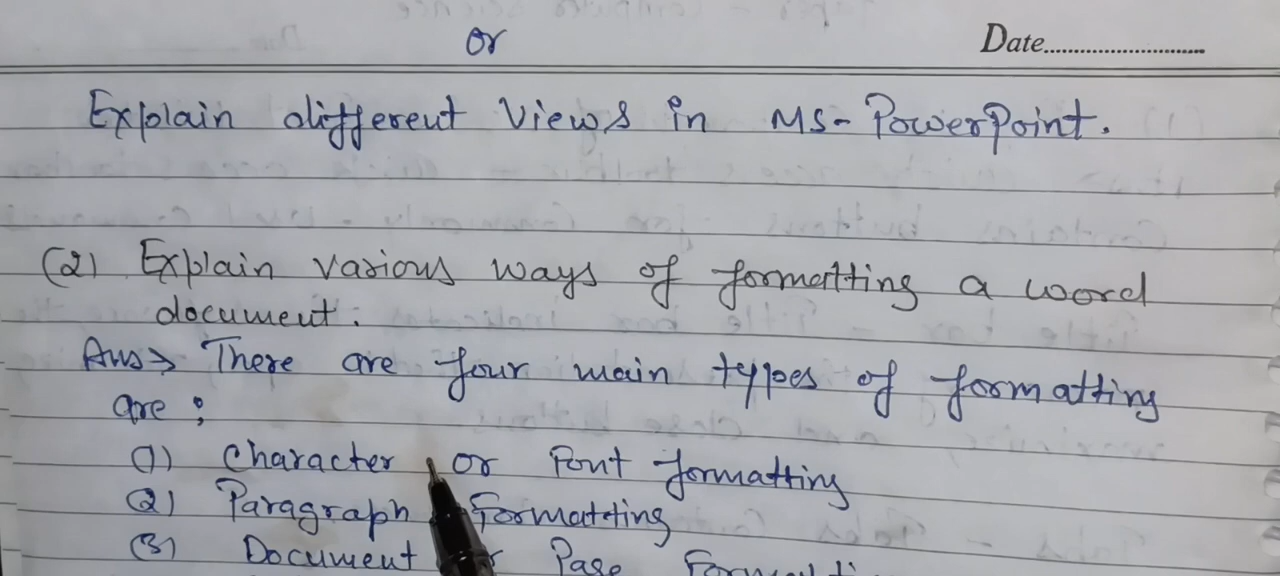 or
Date..............................
Explain different Views in MS-PowerPoint.
(2) Explain various ways of formatting a word
document.
Ans → There are four main types of formatting
are :
(1) Character or Font formatting
(2) Paragraph Formatting
(3) Document Page